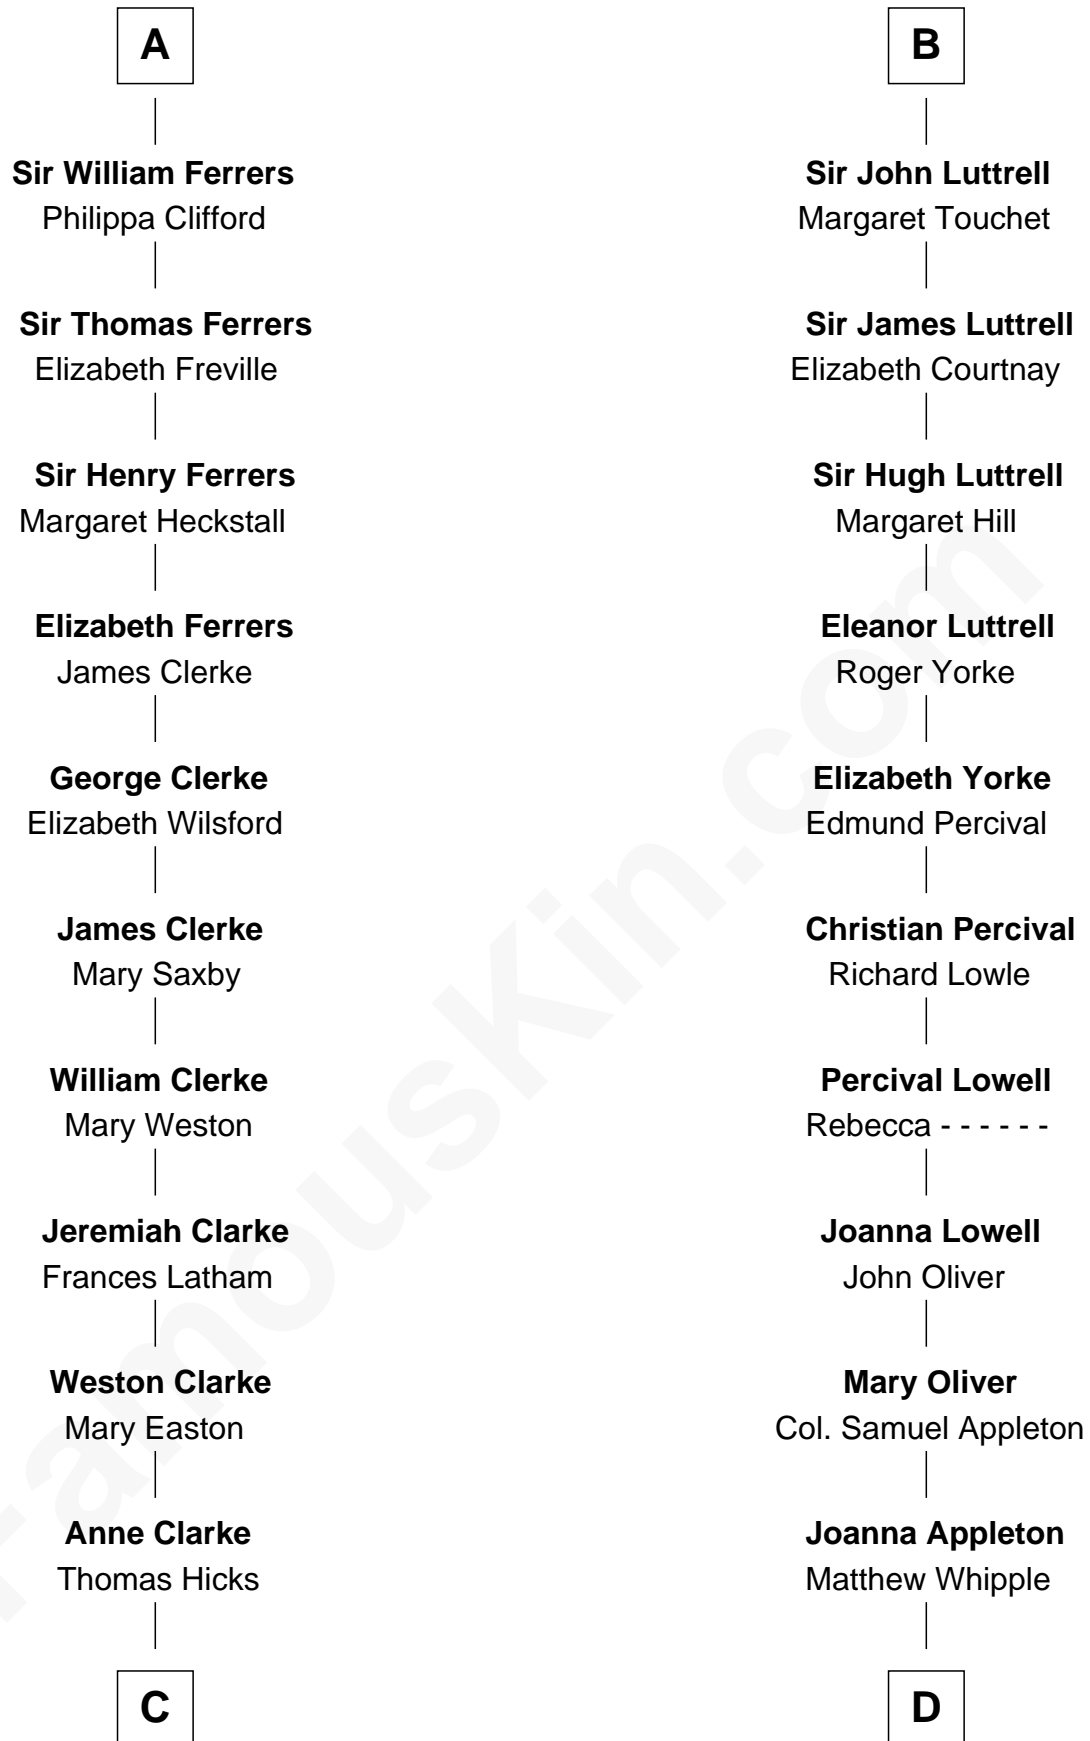 A
Sir William Ferrers
Philippa Clifford
Sir Thomas Ferrers
Elizabeth Freville
Sir Henry Ferrers
Margaret Heckstall
Elizabeth Ferrers
James Clerke
George Clerke
Elizabeth Wilsford
James Clerke
Mary Saxby
William Clerke
Mary Weston
Jeremiah Clarke
Frances Latham
Weston Clarke
Mary Easton
Anne Clarke
Thomas Hicks
C
B
Sir John Luttrell
Margaret Touchet
Sir James Luttrell
Elizabeth Courtnay
Sir Hugh Luttrell
Margaret Hill
Eleanor Luttrell
Roger Yorke
Elizabeth Yorke
Edmund Percival
Christian Percival
Richard Lowle
Percival Lowell
Rebecca - - - - - -
Joanna Lowell
John Oliver
Mary Oliver
Col. Samuel Appleton
Joanna Appleton
Matthew Whipple
D
FamousKin.com